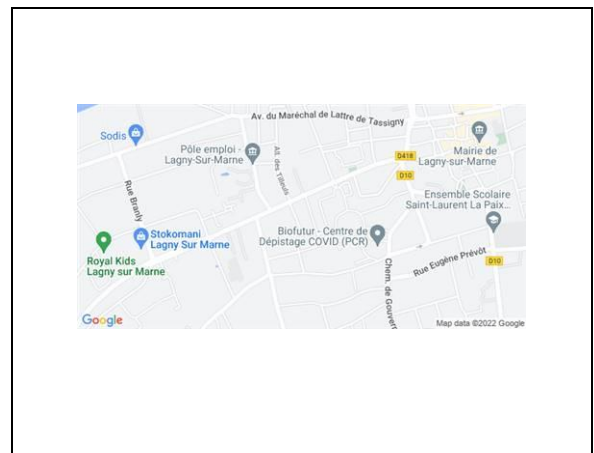 Av. du Maréchal de Lattre de Tassigny
Sodis
Pôle emploi -
Lagny-Sur-Marne
All. des Tilleuls
D418
Mairie de
Lagny-sur-Marne
D10
Rue Branly
Ensemble Scolaire
Saint-Laurent La Paix...
Stokomani
Lagny Sur Marne
Biofutur - Centre de
Dépistage COVID (PCR)
Royal Kids
Lagny sur Marne
Rue Eugène Prévôt
D10
Chem. de Gouvern
Google
Map data ©2022 Google